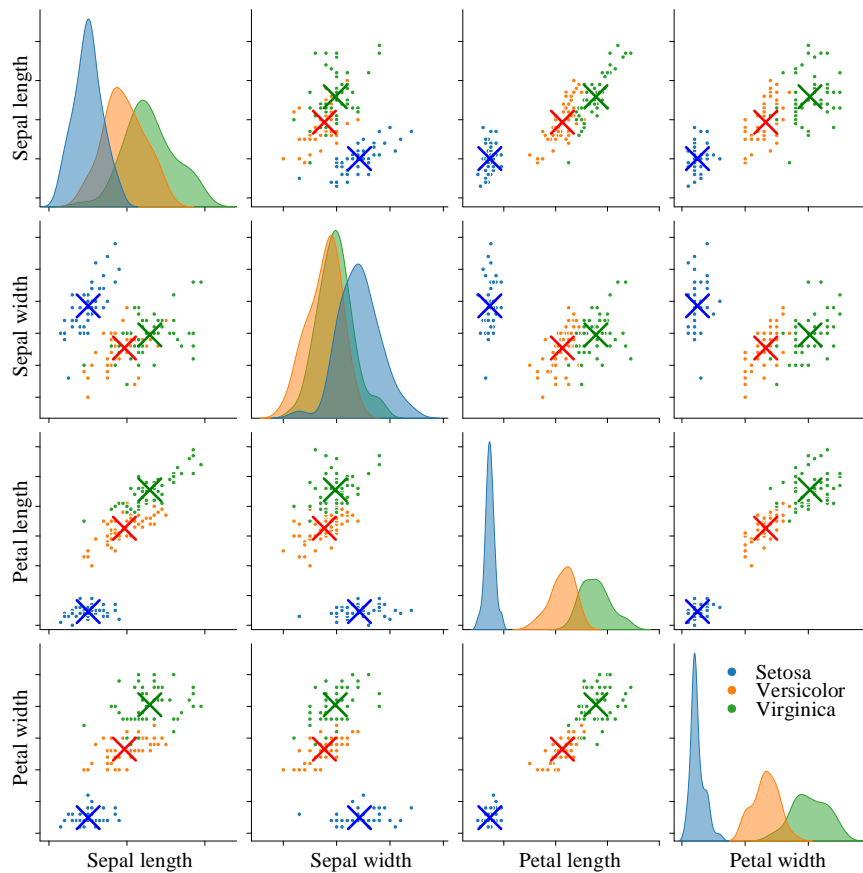 Sepal length
Sepal width
Petal length
Petal width
Setosa
Versicolor
Virginica
Sepal length
Sepal width
Petal length
Petal width